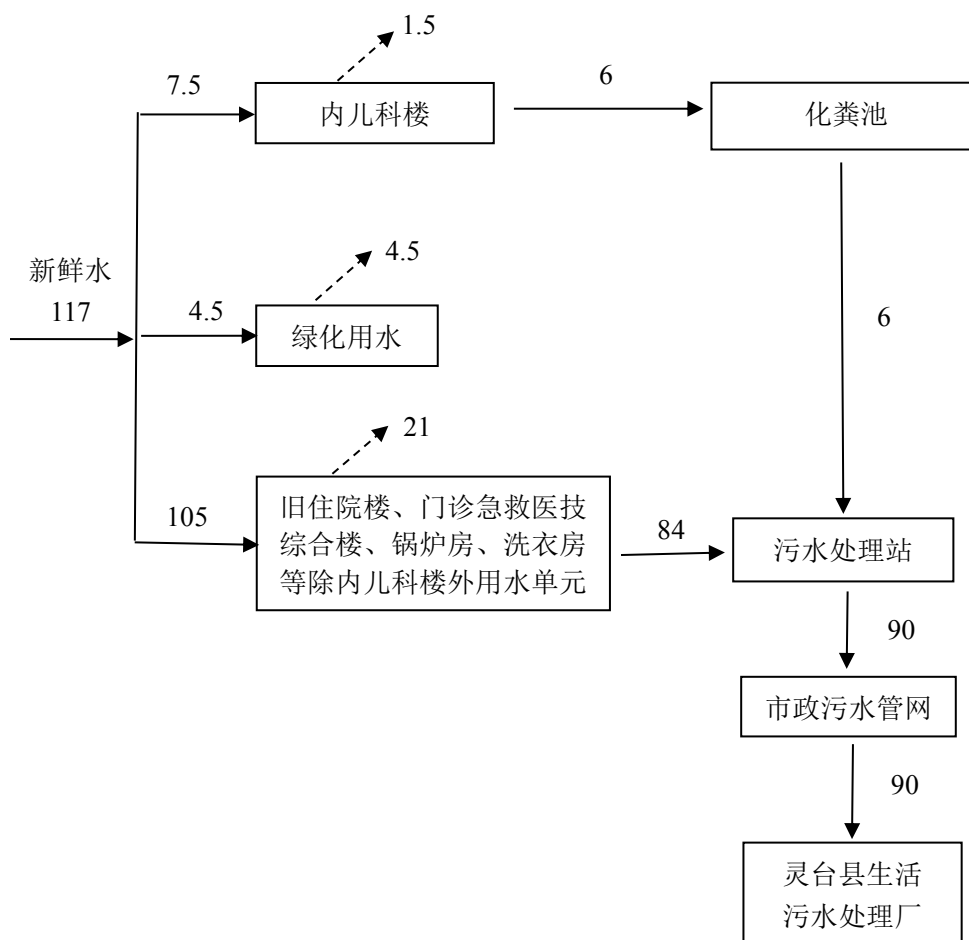 1.5
7.5
内儿科楼
6
化粪池
新鲜水
117
4.5
4.5
绿化用水
6
21
105
旧住院楼、门诊急救医技
综合楼、锅炉房、洗衣房
等除内儿科楼外用水单元
84
污水处理站
90
市政污水管网
90
灵台县生活
污水处理厂